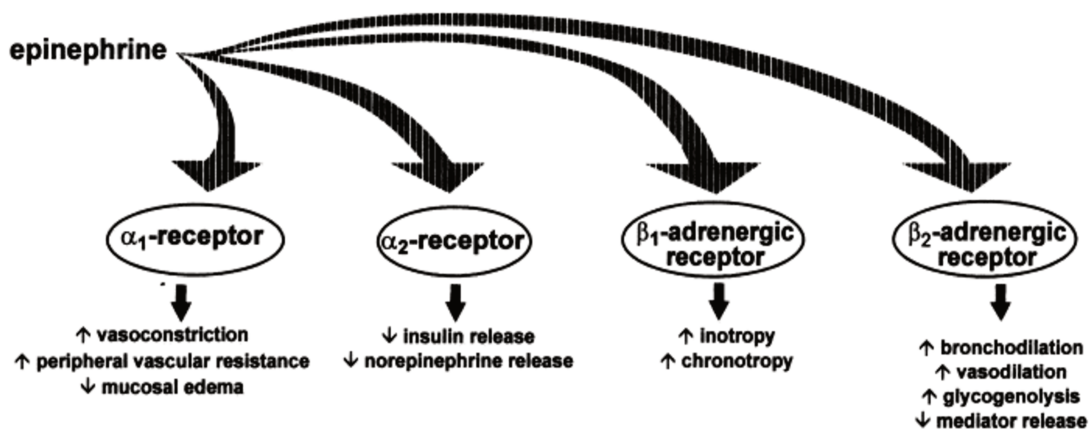 epinephrine
α1-receptor
↑ vasoconstriction
↑ peripheral vascular resistance
↓ mucosal edema
α2-receptor
↓ insulin release
↓ norepinephrine release
β1-adrenergic
receptor
↑ inotropy
↑ chronotropy
β2-adrenergic
receptor
↑ bronchodilation
↑ vasodilation
↑ glycogenolysis
↓ mediator release